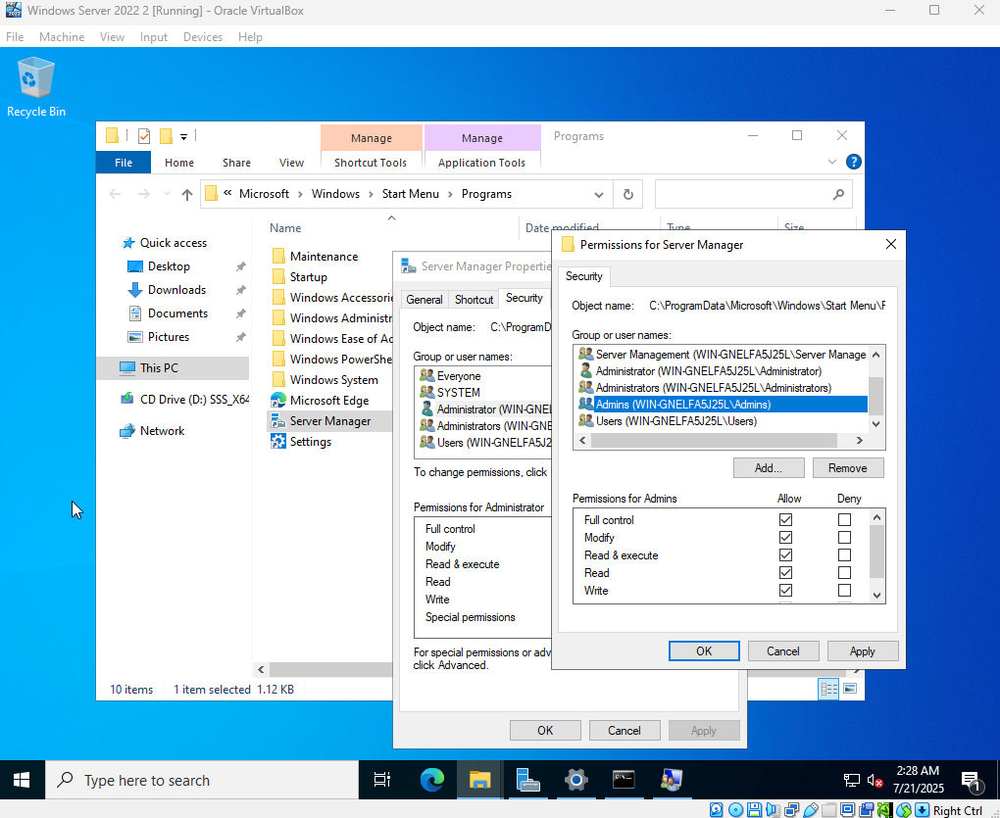 Windows Server 2022 2 [Running] - Oracle VirtualBox
File Machine View Input Devices Help
Recycle Bin
Manage Manage Programs
File Home Share View Shortcut Tools Application Tools
« Microsoft › Windows › Start Menu › Programs
Name Date modified Type Size
Quick access
Desktop
Downloads
Documents
Pictures
This PC
CD Drive (D:) SSS_X64
Network
Maintenance
Startup
Windows Accessorie
Windows Administr
Windows Ease of Ac
Windows PowerShe
Windows System
Microsoft Edge
Server Manager
Settings
10 items 1 item selected 1.12 KB
Server Manager Propertie
General Shortcut Security
Object name: C:\ProgramD
Group or user names:
Everyone
SYSTEM
Administrator (WIN-GNEL
Administrators (WIN-GNE
Users (WIN-GNELFA5J2
To change permissions, click
Permissions for Administrator
Full control
Modify
Read & execute
Read
Write
Special permissions
For special permissions or adv
click Advanced.
OK Cancel Apply
Permissions for Server Manager
Security
Object name: C:\ProgramData\Microsoft\Windows\Start Menu\F
Group or user names:
Server Management (WIN-GNELFA5J25L\Server Manage
Administrator (WIN-GNELFA5J25L\Administrator)
Administrators (WIN-GNELFA5J25L\Administrators)
Admins (WIN-GNELFA5J25L\Admins)
Users (WIN-GNELFA5J25L\Users)
Add... Remove
Permissions for Admins Allow Deny
Full control
Modify
Read & execute
Read
Write
OK Cancel Apply
Type here to search
2:28 AM
7/21/2025
1
Right Ctrl